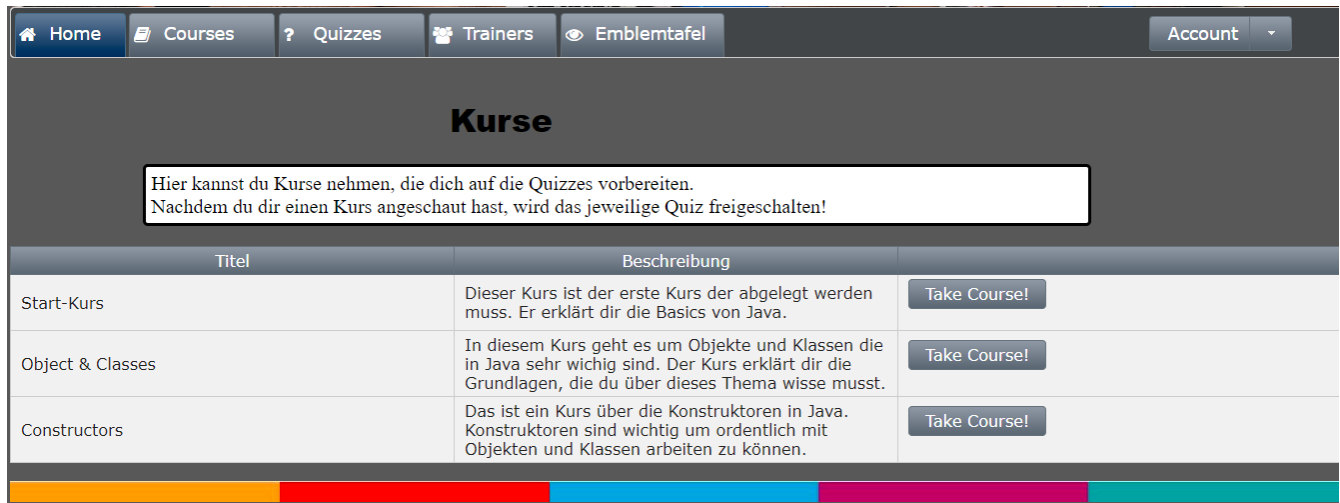 Home Courses ? Quizzes Trainers Emblemtafel Account
Kurse
Hier kannst du Kurse nehmen, die dich auf die Quizzes vorbereiten.
Nachdem du dir einen Kurs angeschaut hast, wird das jeweilige Quiz freigeschalten!
Titel Beschreibung
Start-Kurs
Dieser Kurs ist der erste Kurs der abgelegt werden
muss. Er erklärt dir die Basics von Java.
Take Course!
Object & Classes
In diesem Kurs geht es um Objekte und Klassen die
in Java sehr wichig sind. Der Kurs erklärt dir die
Grundlagen, die du über dieses Thema wisse musst.
Take Course!
Constructors
Das ist ein Kurs über die Konstruktoren in Java.
Konstruktoren sind wichtig um ordentlich mit
Objekten und Klassen arbeiten zu können.
Take Course!